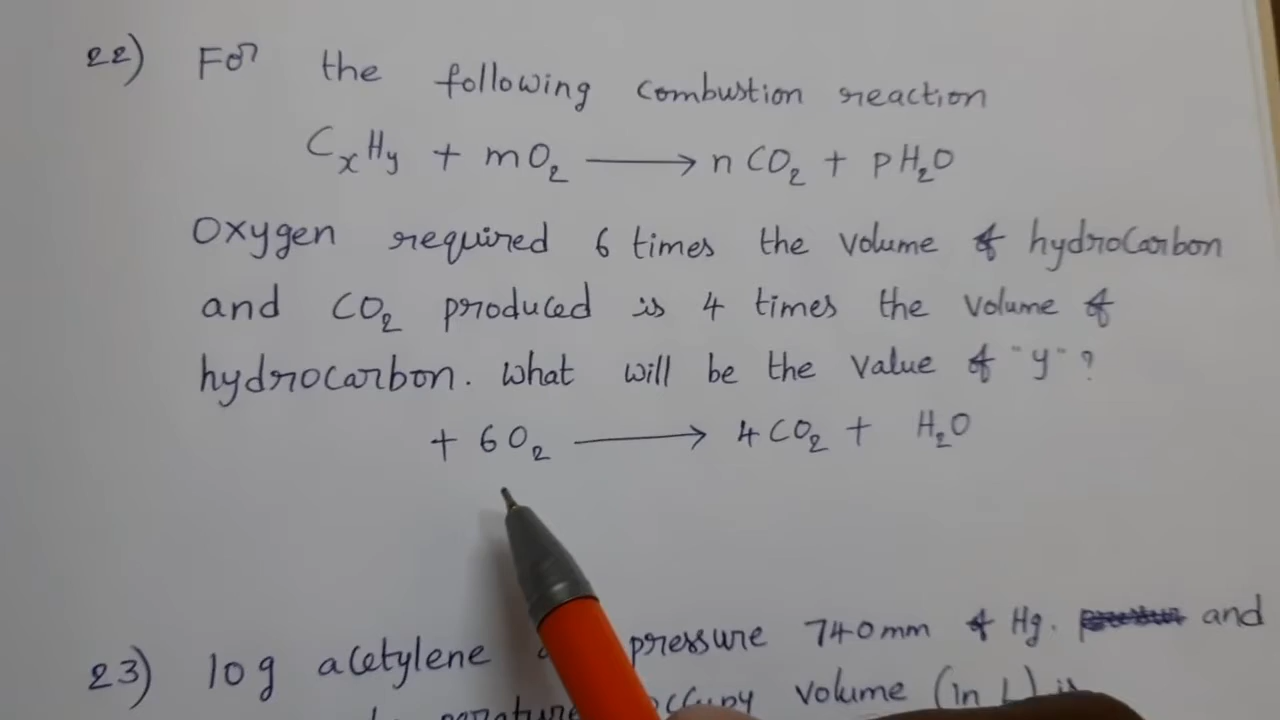 22) For the following combustion reaction
CxHy + mO2 → nCO2 + pH2O
Oxygen required 6 times the volume of hydrocarbon
and CO2 produced is 4 times the volume of
hydrocarbon. What will be the value of "y"?
+ 6O2 → 4CO2 + H2O
23) 10g acetylene pressure 740mm of Hg. and
occupy volume (in L) is